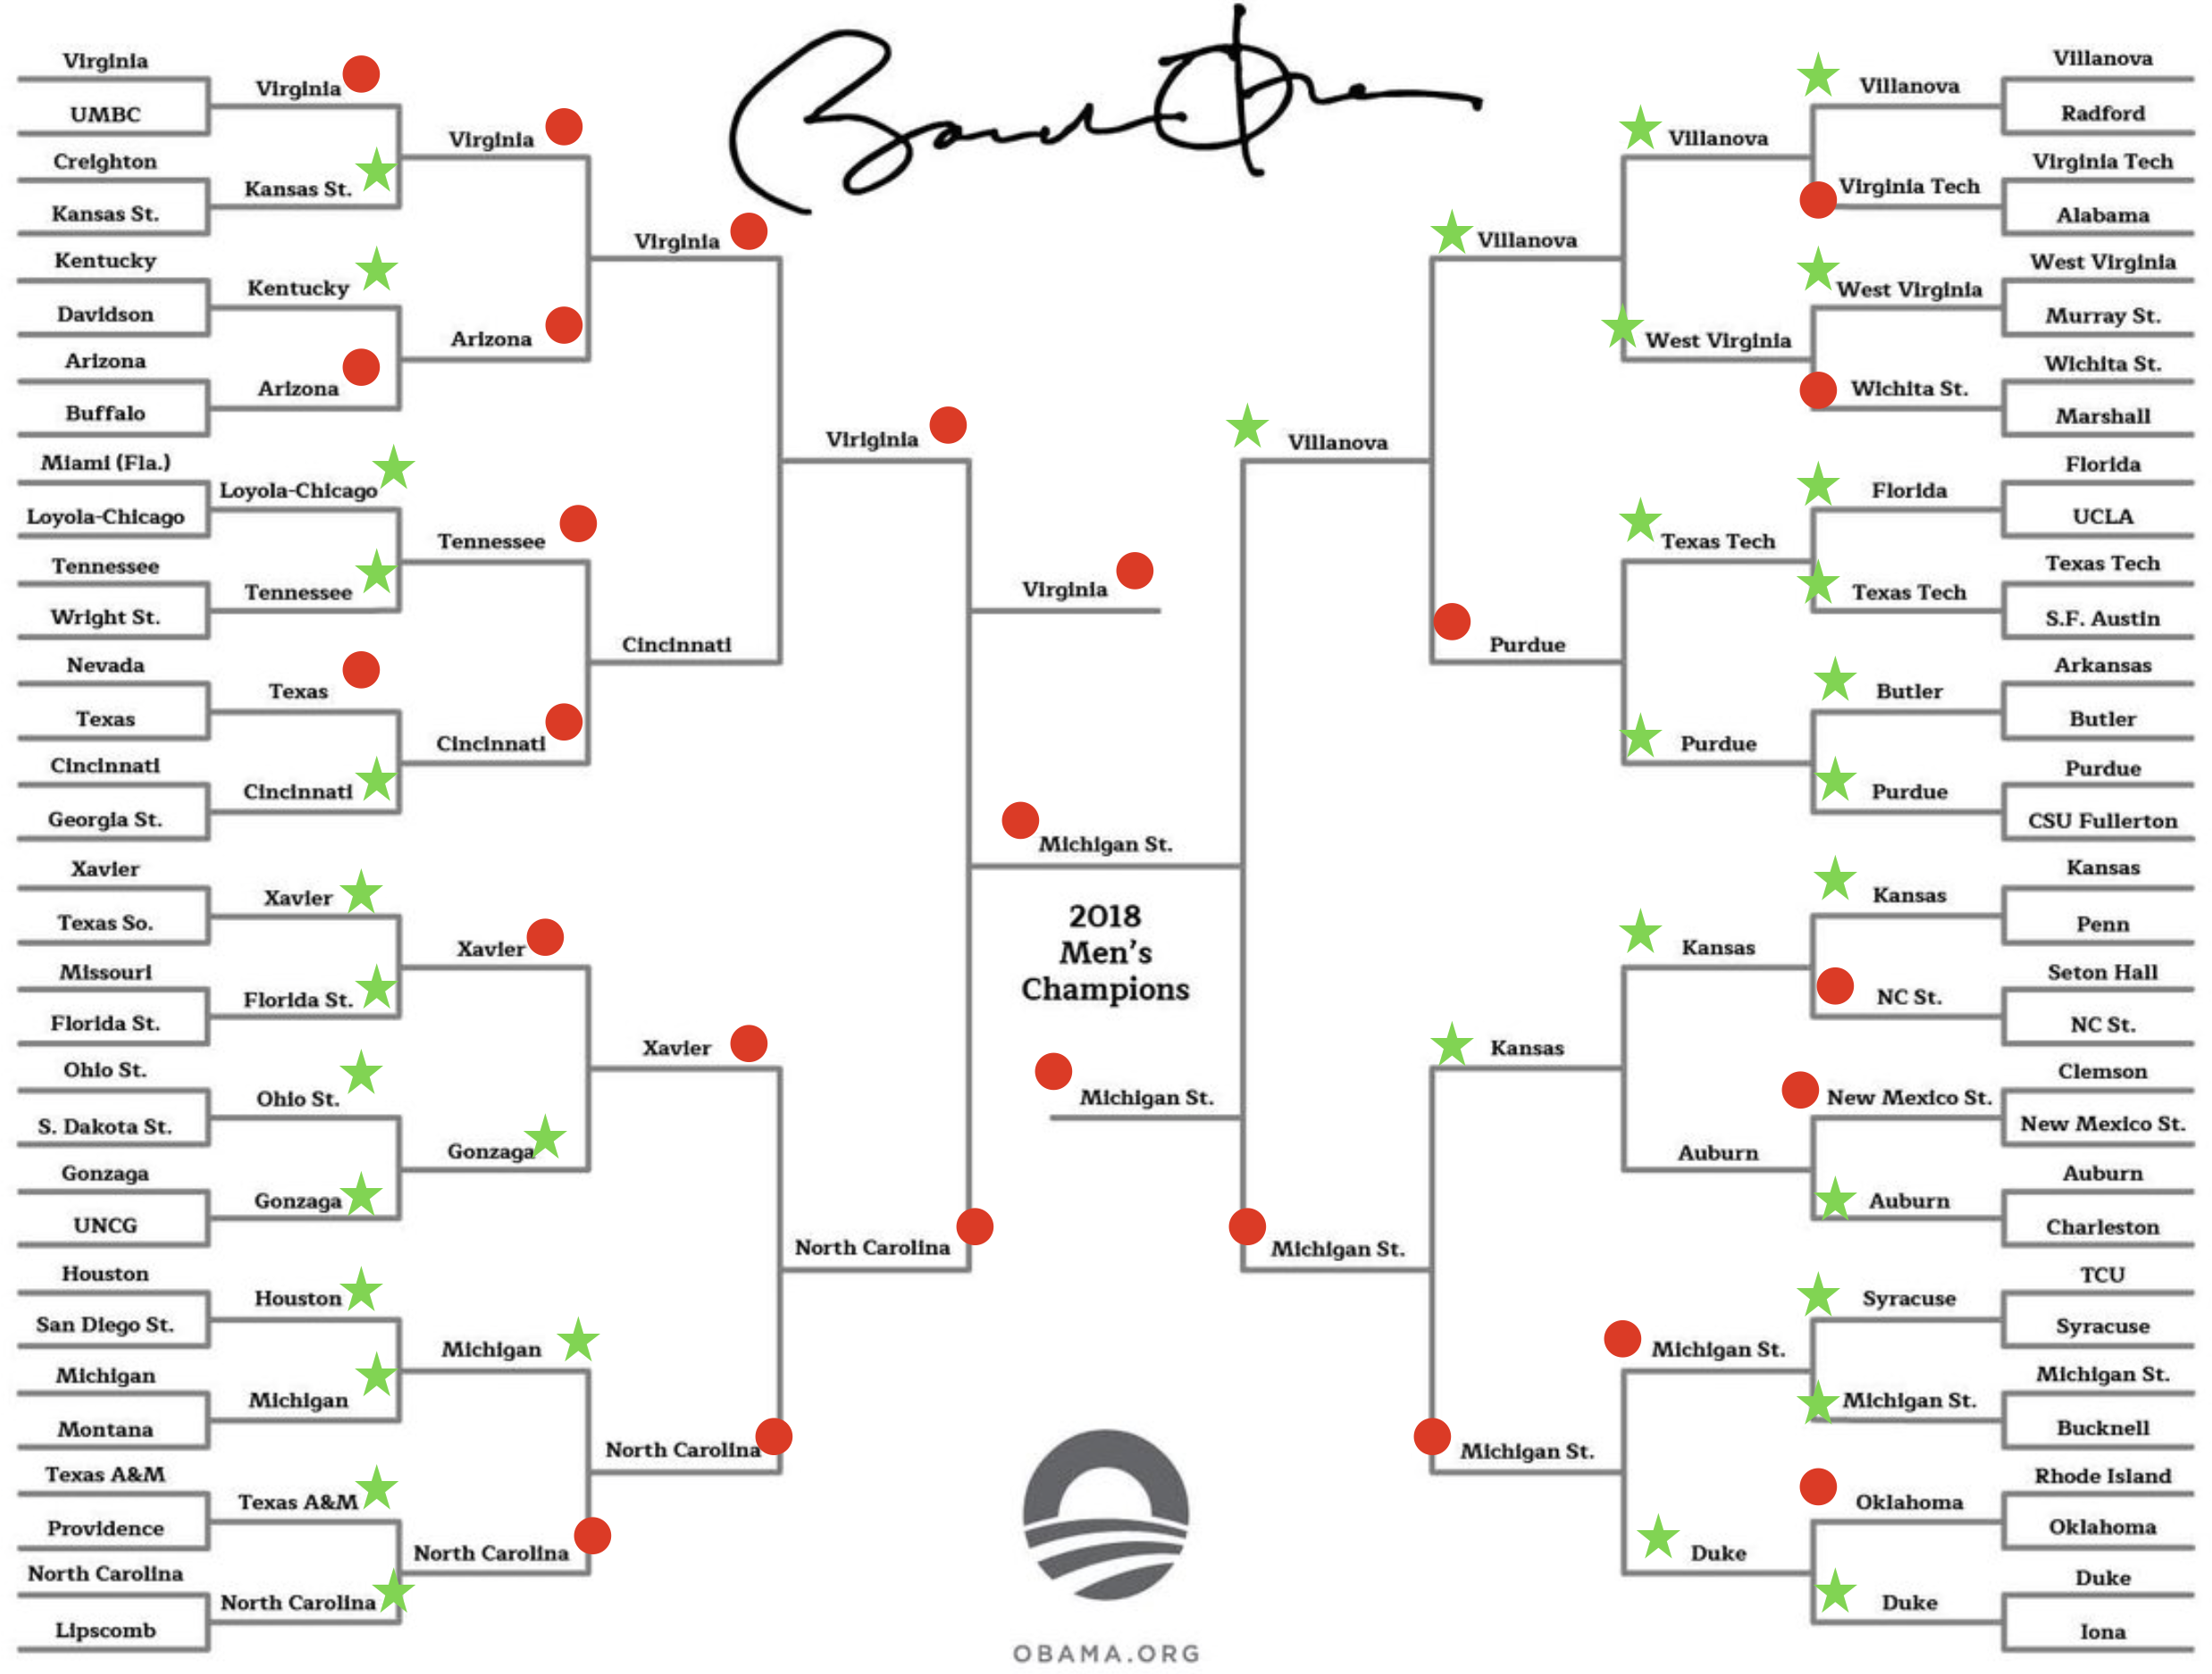 Barack Obama
Virginia
UMBC
Creighton
Kansas St.
Kentucky
Davidson
Arizona
Buffalo
Miami (Fla.)
Loyola-Chicago
Tennessee
Wright St.
Nevada
Texas
Cincinnati
Georgia St.
Xavier
Texas So.
Missouri
Florida St.
Ohio St.
S. Dakota St.
Gonzaga
UNCG
Houston
San Diego St.
Michigan
Montana
Texas A&M
Providence
North Carolina
Lipscomb
Virginia
Kansas St.
Kentucky
Arizona
Loyola-Chicago
Tennessee
Texas
Cincinnati
Xavier
Florida St.
Ohio St.
Gonzaga
Houston
Michigan
Texas A&M
North Carolina
Virginia
Arizona
Tennessee
Cincinnati
Xavier
Gonzaga
Michigan
North Carolina
Virginia
Cincinnati
Xavier
North Carolina
Viriginia
North Carolina
Virginia
Michigan St.
2018
Men's
Champions
Michigan St.
Villanova
Michigan St.
Villanova
Purdue
Kansas
Michigan St.
Villanova
West Virginia
Texas Tech
Purdue
Kansas
Auburn
Michigan St.
Duke
Villanova
Virginia Tech
West Virginia
Wichita St.
Florida
Texas Tech
Butler
Purdue
Kansas
NC St.
New Mexico St.
Auburn
Syracuse
Michigan St.
Oklahoma
Duke
Villanova
Radford
Virginia Tech
Alabama
West Virginia
Murray St.
Wichita St.
Marshall
Florida
UCLA
Texas Tech
S.F. Austin
Arkansas
Butler
Purdue
CSU Fullerton
Kansas
Penn
Seton Hall
NC St.
Clemson
New Mexico St.
Auburn
Charleston
TCU
Syracuse
Michigan St.
Bucknell
Rhode Island
Oklahoma
Duke
Iona
OBAMA.ORG